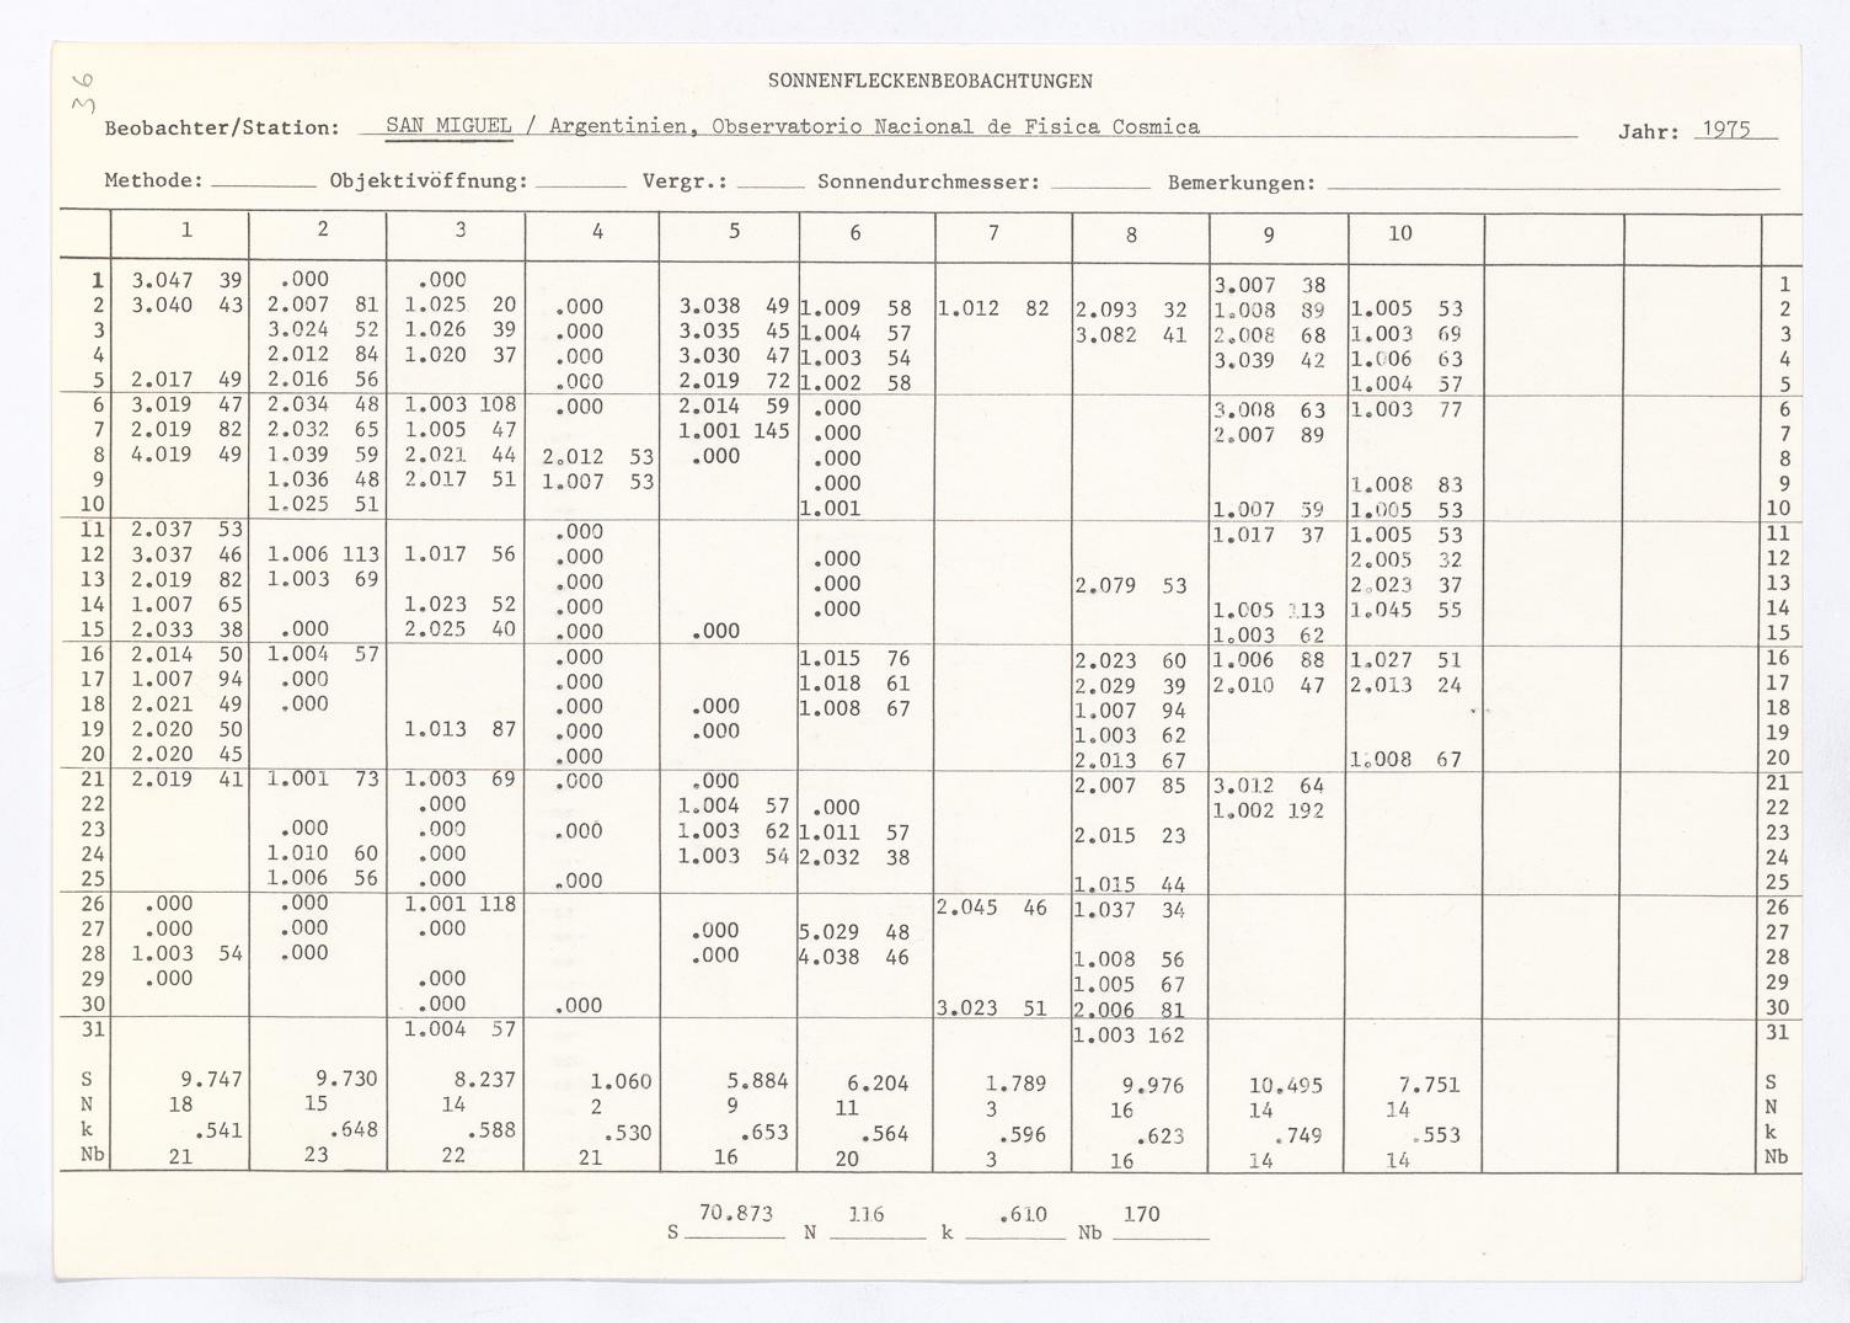 36
SONNENFLECKENBEOBACHTUNGEN
Beobachter/Station: SAN MIGUEL / Argentinien, Observatorio Nacional de Fisica Cosmica Jahr: 1975
Methode: Objektivöffnung: Vergr.: Sonnendurchmesser: Bemerkungen:
1 2 3 4 5 6 7 8 9 10
1 3.047 39 .000 .000 3.007 38 1
2 3.040 43 2.007 81 1.025 20 .000 3.038 49 1.009 58 1.012 82 2.093 32 1.008 89 1.005 53 2
3 3.024 52 1.026 39 .000 3.035 45 1.004 57 3.082 41 2.008 68 1.003 69 3
4 2.012 84 1.020 37 .000 3.030 47 1.003 54 3.039 42 1.006 63 4
5 2.017 49 2.016 56 .000 2.019 72 1.002 58 1.004 57 5
6 3.019 47 2.034 48 1.003 108 .000 2.014 59 .000 3.008 63 1.003 77 6
7 2.019 82 2.032 65 1.005 47 1.001 145 .000 2.007 89 7
8 4.019 49 1.039 59 2.021 44 2.012 53 .000 .000 8
9 1.036 48 2.017 51 1.007 53 .000 1.008 83 9
10 1.025 51 1.001 1.007 59 1.005 53 10
11 2.037 53 .000 1.017 37 1.005 53 11
12 3.037 46 1.006 113 1.017 56 .000 .000 2.005 32 12
13 2.019 82 1.003 69 .000 .000 2.079 53 2.023 37 13
14 1.007 65 1.023 52 .000 .000 1.005 113 1.045 55 14
15 2.033 38 .000 2.025 40 .000 .000 1.003 62 15
16 2.014 50 1.004 57 .000 1.015 76 2.023 60 1.006 88 1.027 51 16
17 1.007 94 .000 .000 1.018 61 2.029 39 2.010 47 2.013 24 17
18 2.021 49 .000 .000 .000 1.008 67 1.007 94 18
19 2.020 50 1.013 87 .000 .000 1.003 62 19
20 2.020 45 .000 2.013 67 1.008 67 20
21 2.019 41 1.001 73 1.003 69 .000 .000 2.007 85 3.012 64 21
22 .000 1.004 57 .000 1.002 192 22
23 .000 .000 .000 1.003 62 1.011 57 2.015 23 23
24 1.010 60 .000 1.003 54 2.032 38 24
25 1.006 56 .000 .000 1.015 44 25
26 .000 .000 1.001 118 2.045 46 1.037 34 26
27 .000 .000 .000 .000 5.029 48 27
28 1.003 54 .000 .000 4.038 46 1.008 56 28
29 .000 .000 1.005 67 29
30 .000 .000 3.023 51 2.006 81 30
31 1.004 57 1.003 162 31
S 9.747 9.730 8.237 1.060 5.884 6.204 1.789 9.976 10.495 7.751 S
N 18 15 14 2 9 11 3 16 14 14 N
k .541 .648 .588 .530 .653 .564 .596 .623 .749 .553 k
Nb 21 23 22 21 16 20 3 16 14 14 Nb
S 70.873 N 116 k .610 Nb 170